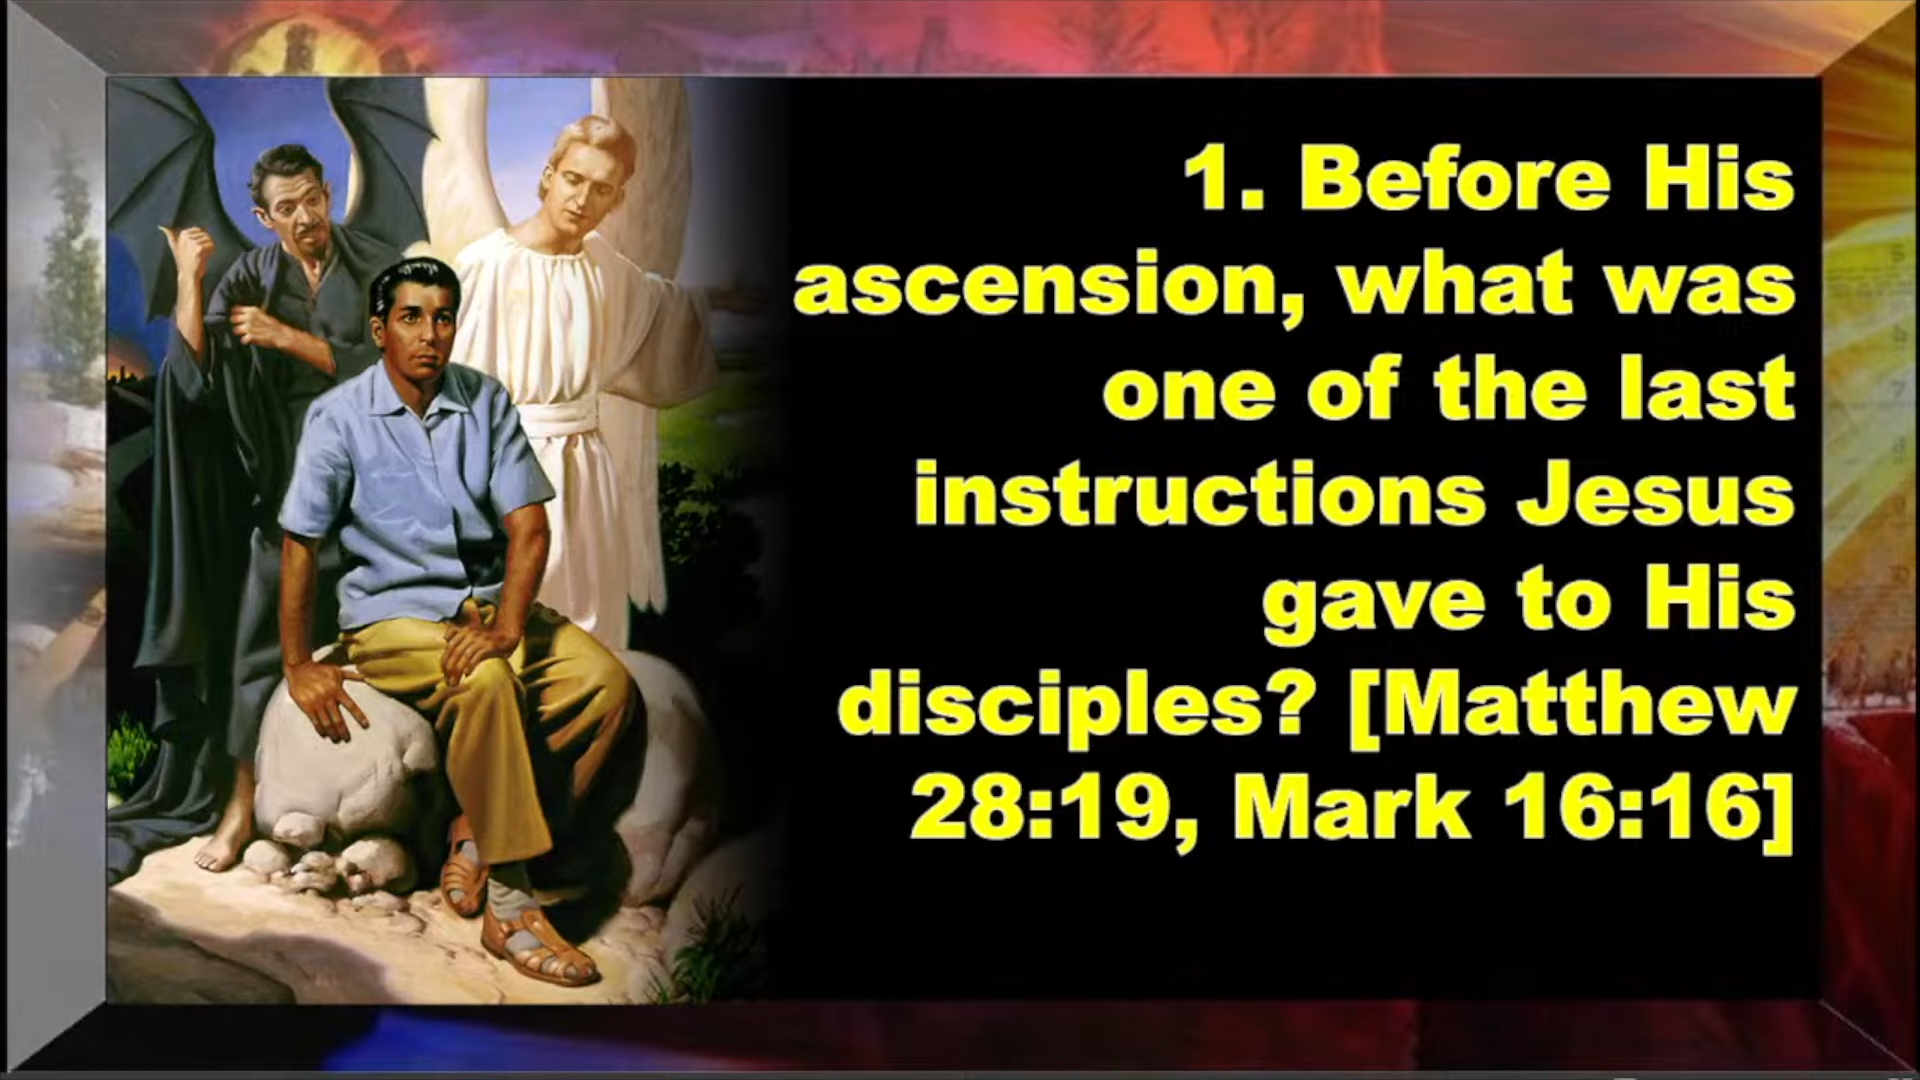 1. Before His
ascension, what was
one of the last
instructions Jesus
gave to His
disciples? [Matthew
28:19, Mark 16:16]